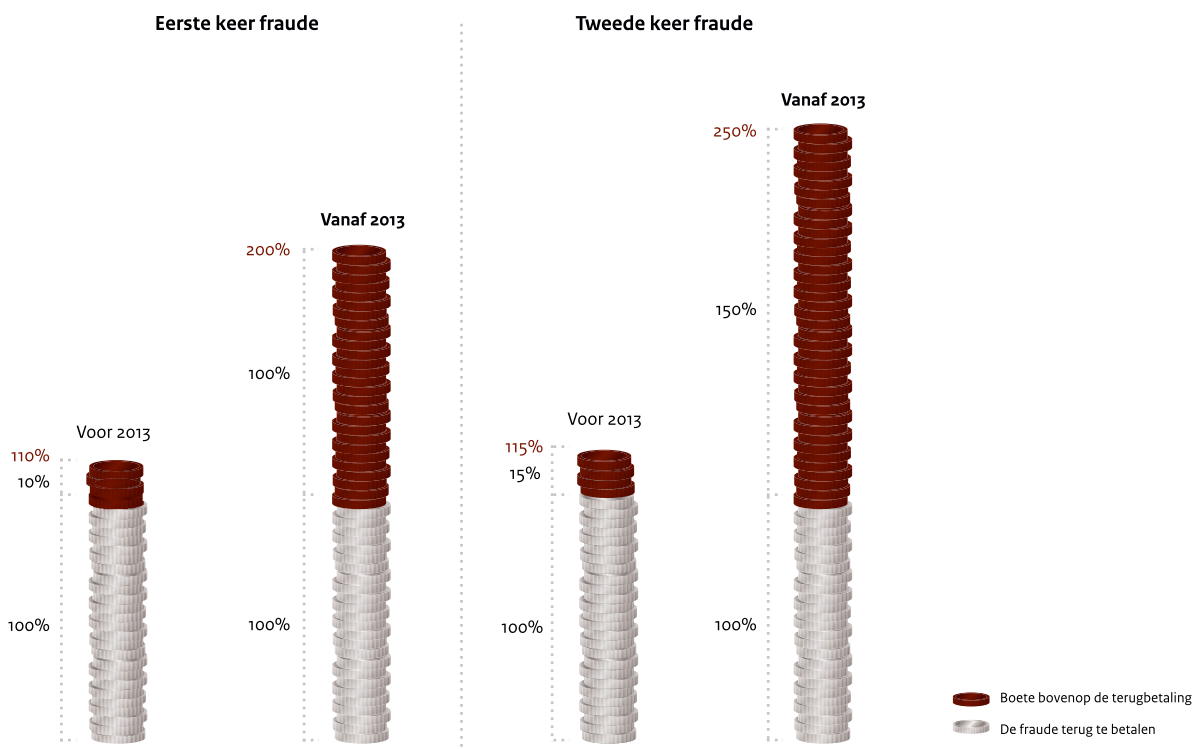 Eerste keer fraude
Voor 2013
110%
10%
100%
Vanaf 2013
200%
100%
100%
Tweede keer fraude
Voor 2013
115%
15%
100%
Vanaf 2013
250%
150%
100%
Boete bovenop de terugbetaling
De fraude terug te betalen